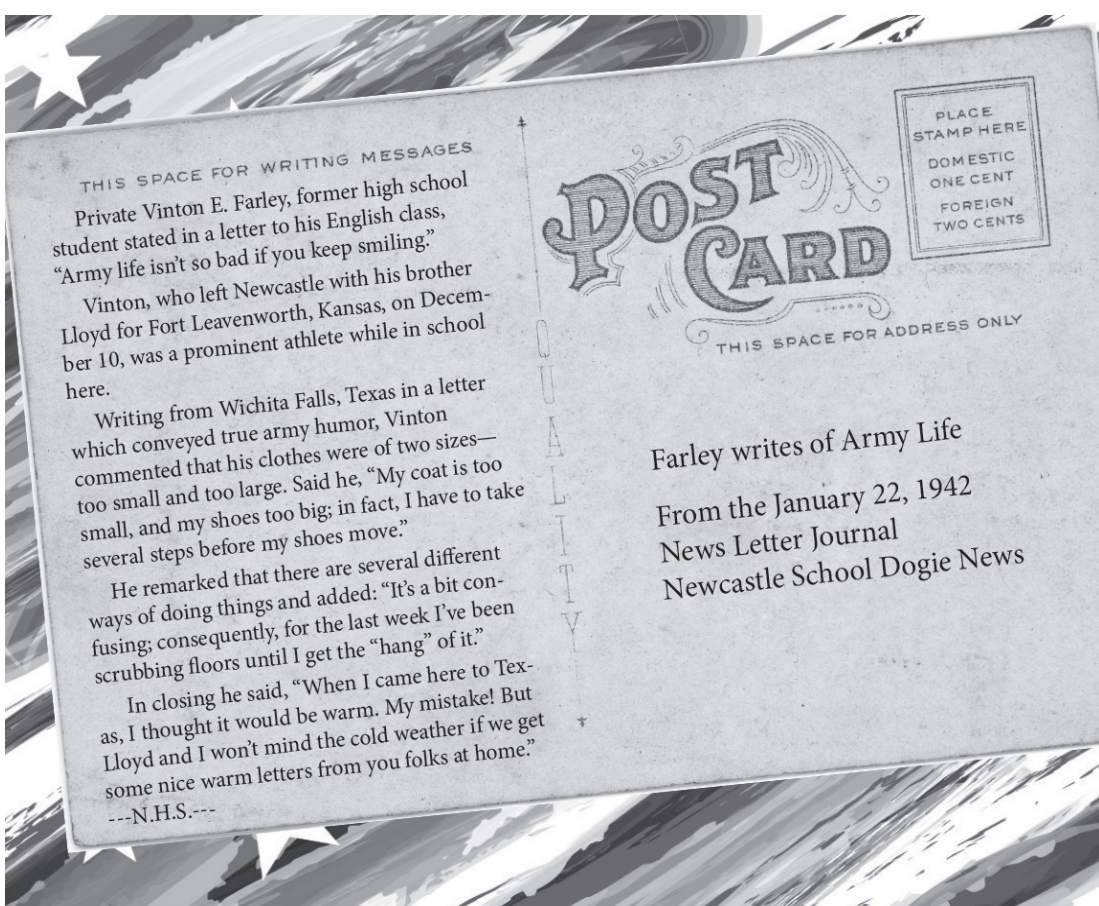 THIS SPACE FOR WRITING MESSAGES
Private Vinton E. Farley, former high school
student stated in a letter to his English class,
“Army life isn’t so bad if you keep smiling.”
Vinton, who left Newcastle with his brother
Lloyd for Fort Leavenworth, Kansas, on Decem-
ber 10, was a prominent athlete while in school
here.
Writing from Wichita Falls, Texas in a letter
which conveyed true army humor, Vinton
commented that his clothes were of two sizes—
too small and too large. Said he, “My coat is too
small, and my shoes too big; in fact, I have to take
several steps before my shoes move.”
He remarked that there are several different
ways of doing things and added: “It’s a bit con-
fusing; consequently, for the last week I’ve been
scrubbing floors until I get the “hang” of it.”
In closing he said, “When I came here to Tex-
as, I thought it would be warm. My mistake! But
Lloyd and I won’t mind the cold weather if we get
some nice warm letters from you folks at home.”
---N.H.S.---
QUALITY
POST
CARD
THIS SPACE FOR ADDRESS ONLY
PLACE
STAMP HERE
DOMESTIC
ONE CENT
FOREIGN
TWO CENTS
Farley writes of Army Life
From the January 22, 1942
News Letter Journal
Newcastle School Dogie News